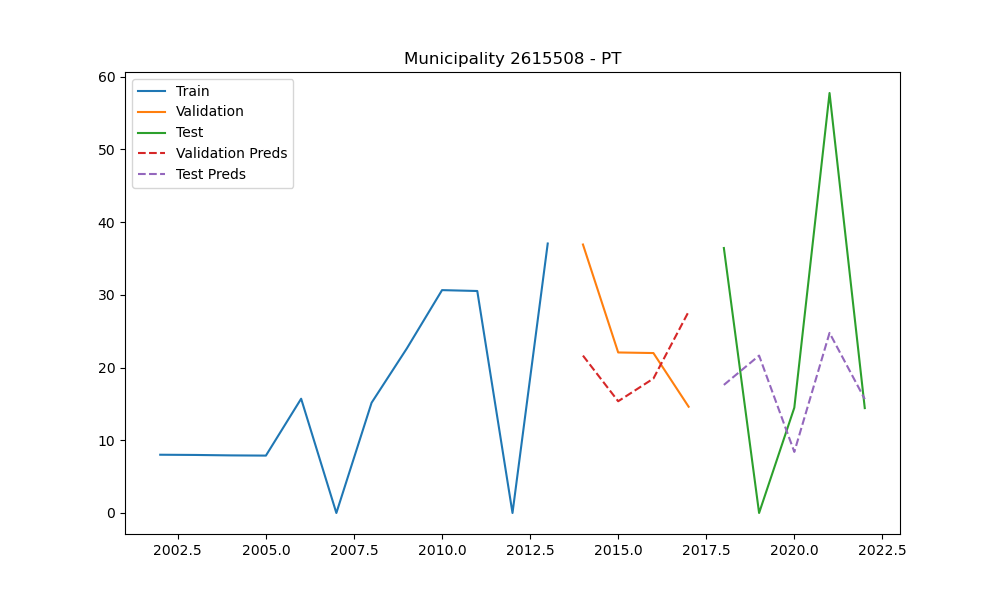 Municipality 2615508 - PT
60
50
40
30
20
10
0
Train
Validation
Test
Validation Preds
Test Preds
2002.5 2005.0 2007.5 2010.0 2012.5 2015.0 2017.5 2020.0 2022.5